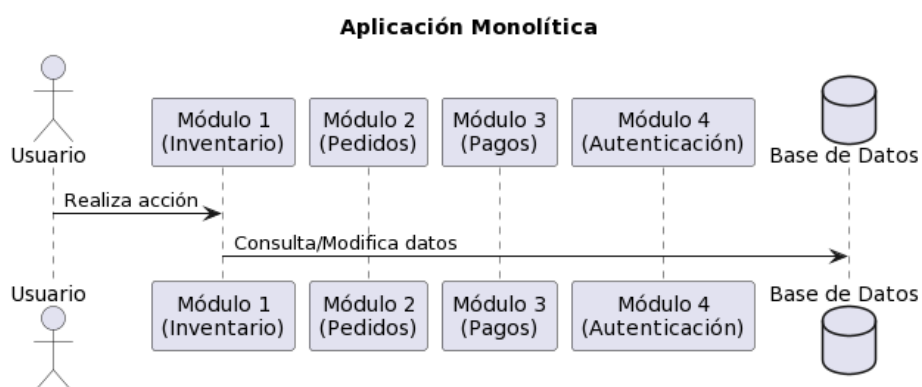 Aplicación Monolítica
Usuario
Módulo 1
(Inventario)
Módulo 2
(Pedidos)
Módulo 3
(Pagos)
Módulo 4
(Autenticación)
Base de Datos
Realiza acción
Consulta/Modifica datos
Usuario
Módulo 1
(Inventario)
Módulo 2
(Pedidos)
Módulo 3
(Pagos)
Módulo 4
(Autenticación)
Base de Datos